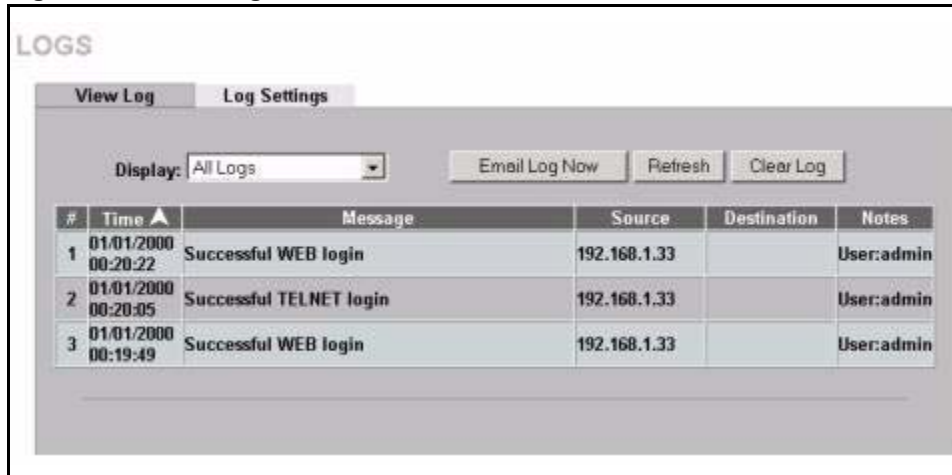 LOGS
View Log Log Settings
Display: All Logs Email Log Now Refresh Clear Log
# Time Message Source Destination Notes
1 01/01/2000 00:20:22 Successful WEB login 192.168.1.33 User:admin
2 01/01/2000 00:20:05 Successful TELNET login 192.168.1.33 User:admin
3 01/01/2000 00:19:49 Successful WEB login 192.168.1.33 User:admin